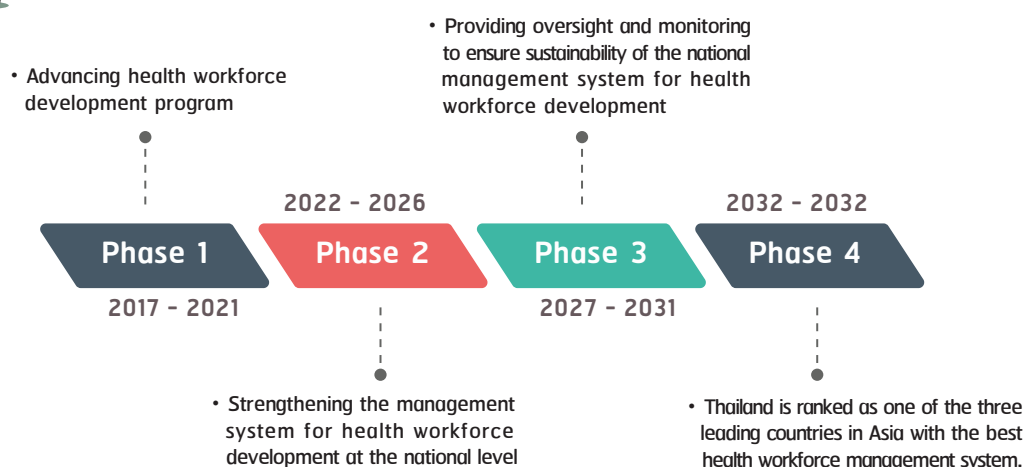 • Advancing health workforce
development program
• Providing oversight and monitoring
to ensure sustainability of the national
management system for health
workforce development
2022 - 2026
2032 - 2032
Phase 1
Phase 2
Phase 3
Phase 4
2017 - 2021
2027 - 2031
• Strengthening the management
system for health workforce
development at the national level
• Thailand is ranked as one of the three
leading countries in Asia with the best
health workforce management system.